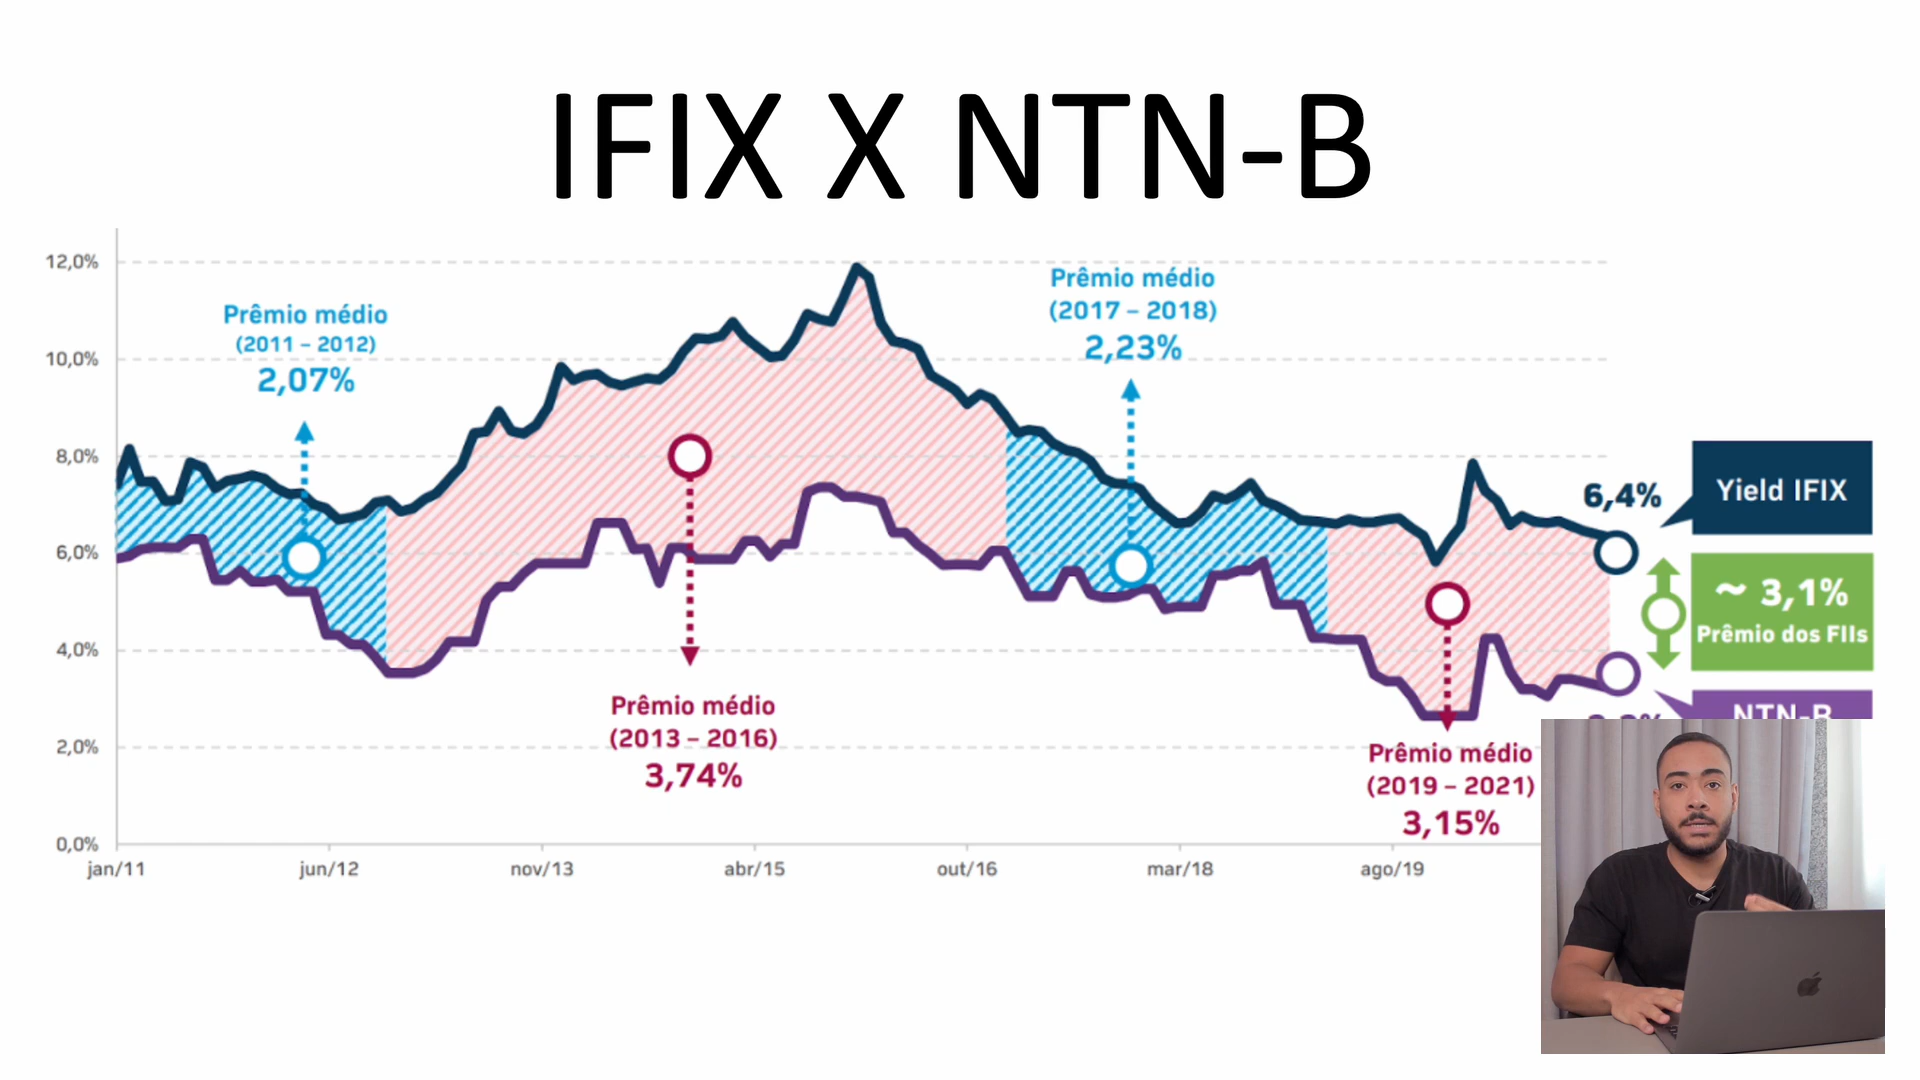 IFIX X NTN-B
12,0%
10,0%
8,0%
6,0%
4,0%
2,0%
0,0%
Prêmio médio
(2011 – 2012)
2,07%
Prêmio médio
(2013 – 2016)
3,74%
Prêmio médio
(2017 – 2018)
2,23%
Prêmio médio
(2019 – 2021)
3,15%
6,4%
Yield IFIX
~ 3,1%
Prêmio dos FIIs
NTN-B
jan/11
jun/12
nov/13
abr/15
out/16
mar/18
ago/19